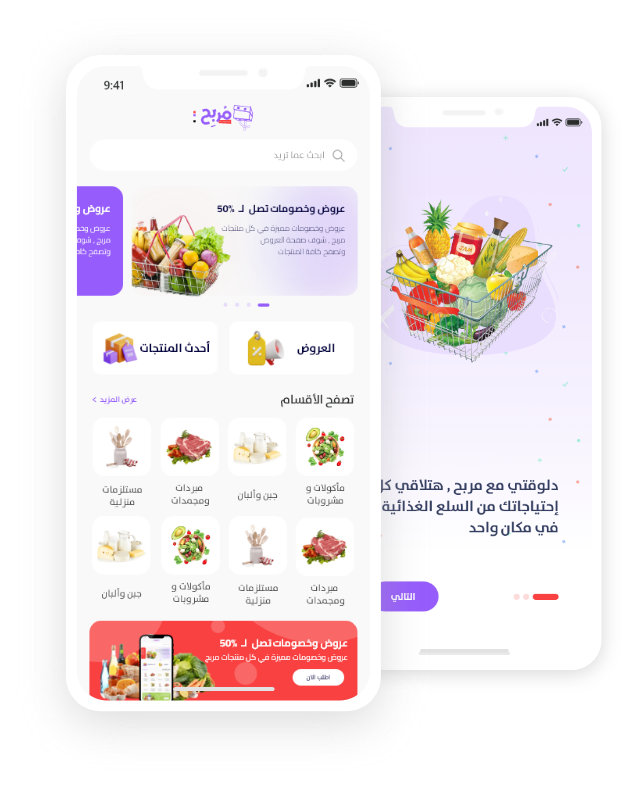 9:41
مُربح
ابحث عما تريد
عروض وخصومات تصل لـ 50%
عروض وخصومات مميزة في كل منتجات
مربح , شوف صفحة العروض
وتصفح كافة المنتجات
عروض و
عروض وخص
مربح , شوف
وتصفح كافة
العروض
أحدث المنتجات
تصفح الأقسام
عرض المزيد >
مأكولات و
مشروبات
جبن وألبان
مبردات
ومجمدات
مستلزمات
منزلية
مبردات
ومجمدات
مستلزمات
منزلية
مأكولات و
مشروبات
جبن وألبان
عروض وخصومات تصل لـ 50%
عروض وخصومات مميزة في كل منتجات مربح
اطلب الآن
دلوقتي مع مربح , هتلاقي كل
إحتياجاتك من السلع الغذائية
في مكان واحد
التالي